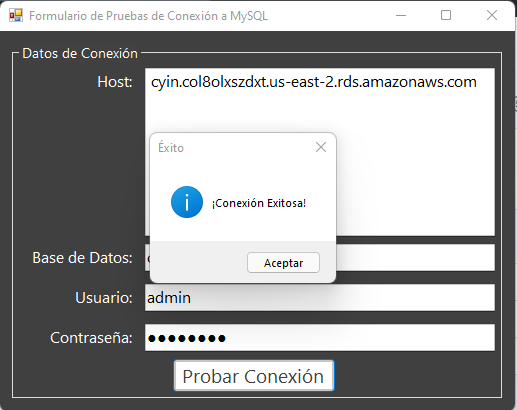 Formulario de Pruebas de Conexión a MySQL
Datos de Conexión
Host:
cyin.col8olxszdxt.us-east-2.rds.amazonaws.com
Éxito
¡Conexión Exitosa!
Aceptar
Base de Datos:
Usuario:
admin
Contraseña:
●●●●●●●●
Probar Conexión